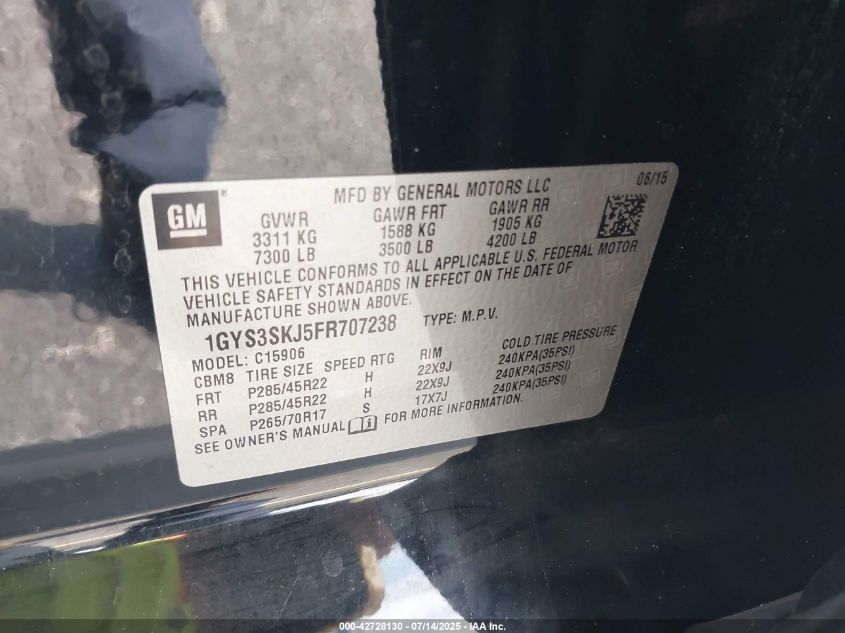 GM
MFD BY GENERAL MOTORS LLC 06/15
GVWR GAWR FRT GAWR RR
3311 KG 1588 KG 1905 KG
7300 LB 3500 LB 4200 LB
THIS VEHICLE CONFORMS TO ALL APPLICABLE U.S. FEDERAL MOTOR
VEHICLE SAFETY STANDARDS IN EFFECT ON THE DATE OF
MANUFACTURE SHOWN ABOVE.
1GYS3SKJ5FR707238 TYPE: M.P.V.
MODEL: C15906
CBM8 TIRE SIZE SPEED RTG RIM COLD TIRE PRESSURE
FRT P285/45R22 H 22X9J 240KPA(35PSI)
RR P285/45R22 H 22X9J 240KPA(35PSI)
SPA P265/70R17 S 17X7J 240KPA(35PSI)
SEE OWNER'S MANUAL FOR MORE INFORMATION.
000-42728130 - 07/14/2025 - IAA Inc.